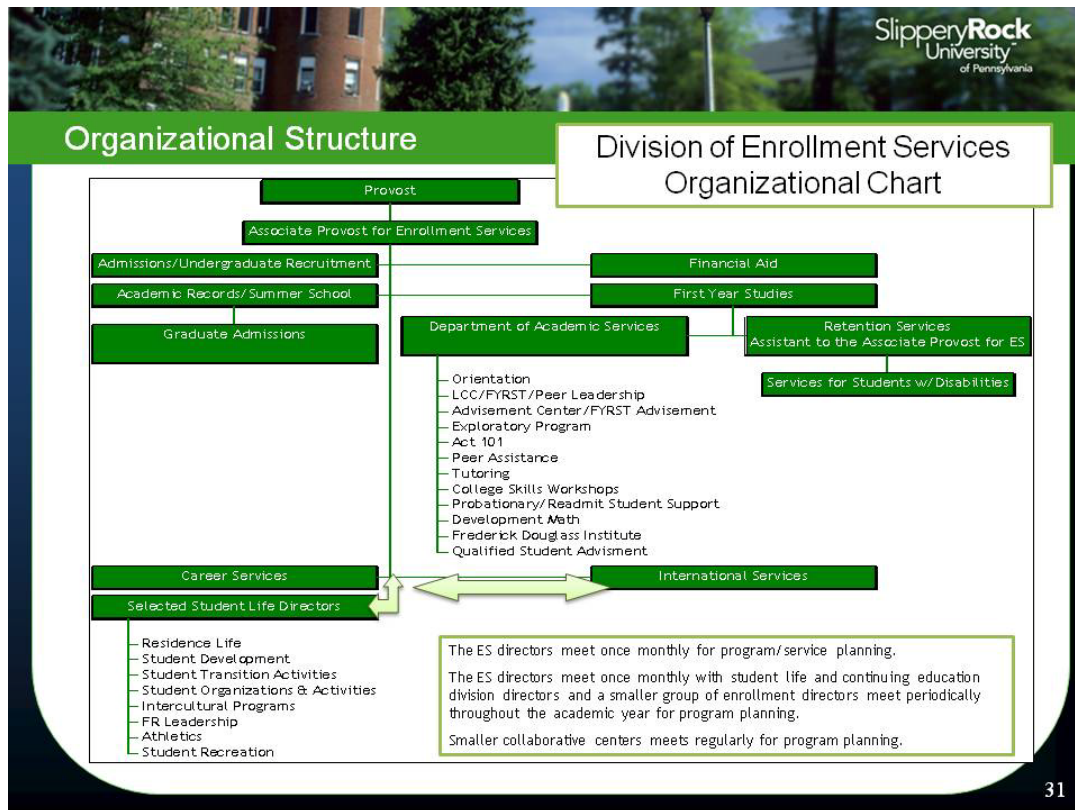 SlipperyRock
University
of Pennsylvania
Organizational Structure
Division of Enrollment Services
Organizational Chart
Provost
Associate Provost for Enrollment Services
Admissions/Undergraduate Recruitment
Financial Aid
Academic Records/Summer School
First Year Studies
Graduate Admissions
Department of Academic Services
Retention Services
Assistant to the Associate Provost for ES
Services for Students w/Disabilities
Orientation
LCC/FYRST/Peer Leadership
Advisement Center/FYRST Advisement
Exploratory Program
Act 101
Peer Assistance
Tutoring
College Skills Workshops
Probationary/Readmit Student Support
Development Math
Frederick Douglass Institute
Qualified Student Advisment
Career Services
International Services
Selected Student Life Directors
Residence Life
Student Development
Student Transition Activities
Student Organizations & Activities
Intercultural Programs
FR Leadership
Athletics
Student Recreation
The ES directors meet once monthly for program/service planning.
The ES directors meet once monthly with student life and continuing education
division directors and a smaller group of enrollment directors meet periodically
throughout the academic year for program planning.
Smaller collaborative centers meets regularly for program planning.
31